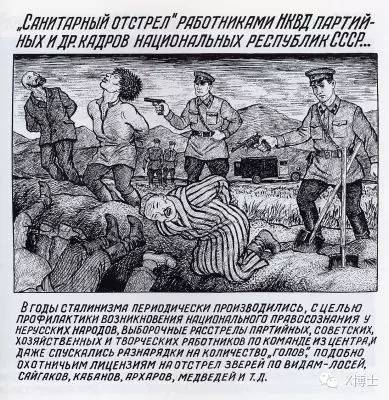 „САНИТАРНЫЙ ОТСТРЕЛ" РАБОТНИКАМИ НКВД ПАРТИЙ-
НЫХ И ДР. КАДРОВ НАЦИОНАЛЬНЫХ РЕСПУБЛИК СССР...
В ГОДЫ СТАЛИНИЗМА ПЕРИОДИЧЕСКИ ПРОИЗВОДИЛИСЬ, С ЦЕЛЬЮ
ПРОФИЛАКТИКИ ВОЗНИКНОВЕНИЯ НАЦИОНАЛЬНОГО ПРАВОСОЗНАНИЯ У
НЕРУССКИХ НАРОДОВ, ВЫБОРОЧНЫЕ РАССТРЕЛЫ ПАРТИЙНЫХ, СОВЕТСКИХ,
ХОЗЯЙСТВЕННЫХ И ТВОРЧЕСКИХ РАБОТНИКОВ ПО КОМАНДЕ ИЗ ЦЕНТРА, И
ДАЖЕ СПУСКАЛИСЬ РАЗНАРЯДКИ НА КОЛИЧЕСТВО „ГОЛОВ", ПОДОБНО
ОХОТНИЧЬИМ ЛИЦЕНЗИЯМ НА ОТСТРЕЛ ЗВЕРЕЙ ПО ВИДАМ-ЛОСЕЙ,
САЙГАКОВ, КАБАНОВ, АРХАРОВ, МЕДВЕДЕЙ И Т.Д.
X博士